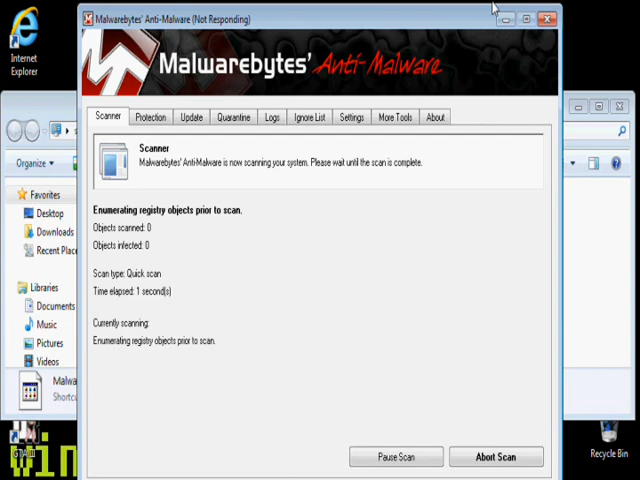 Malwarebytes' Anti-Malware (Not Responding)
Internet
Explorer
Malwarebytes' Anti-Malware
Scanner
Protection
Update
Quarantine
Logs
Ignore List
Settings
More Tools
About
Scanner
Malwarebytes' Anti-Malware is now scanning your system. Please wait until the scan is complete.
Organize
Favorites
Desktop
Downloads
Recent Place
Libraries
Documents
Music
Pictures
Videos
Malwa
Shortcu
Enumerating registry objects prior to scan.
Objects scanned: 0
Objects infected: 0
Scan type: Quick scan
Time elapsed: 1 second(s)
Currently scanning:
Enumerating registry objects prior to scan.
Pause Scan
Abort Scan
win
Recycle Bin